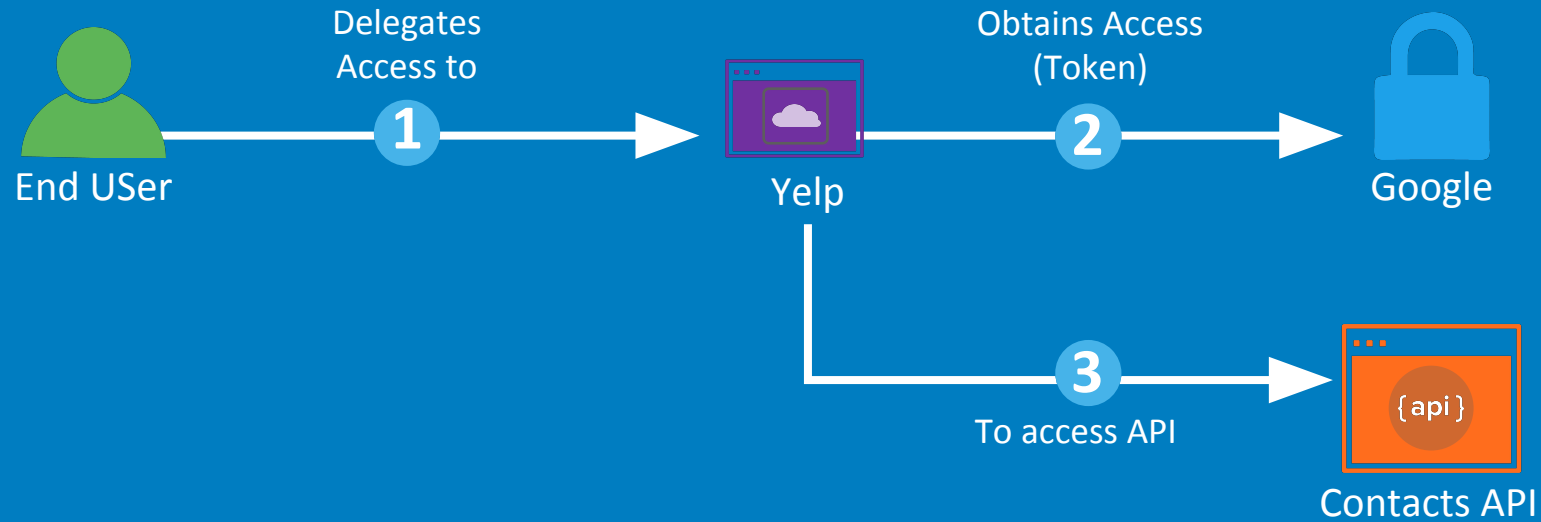 Delegates
Access to
1
Obtains Access
(Token)
2
End USer
Yelp
Google
3
To access API
{api}
Contacts API